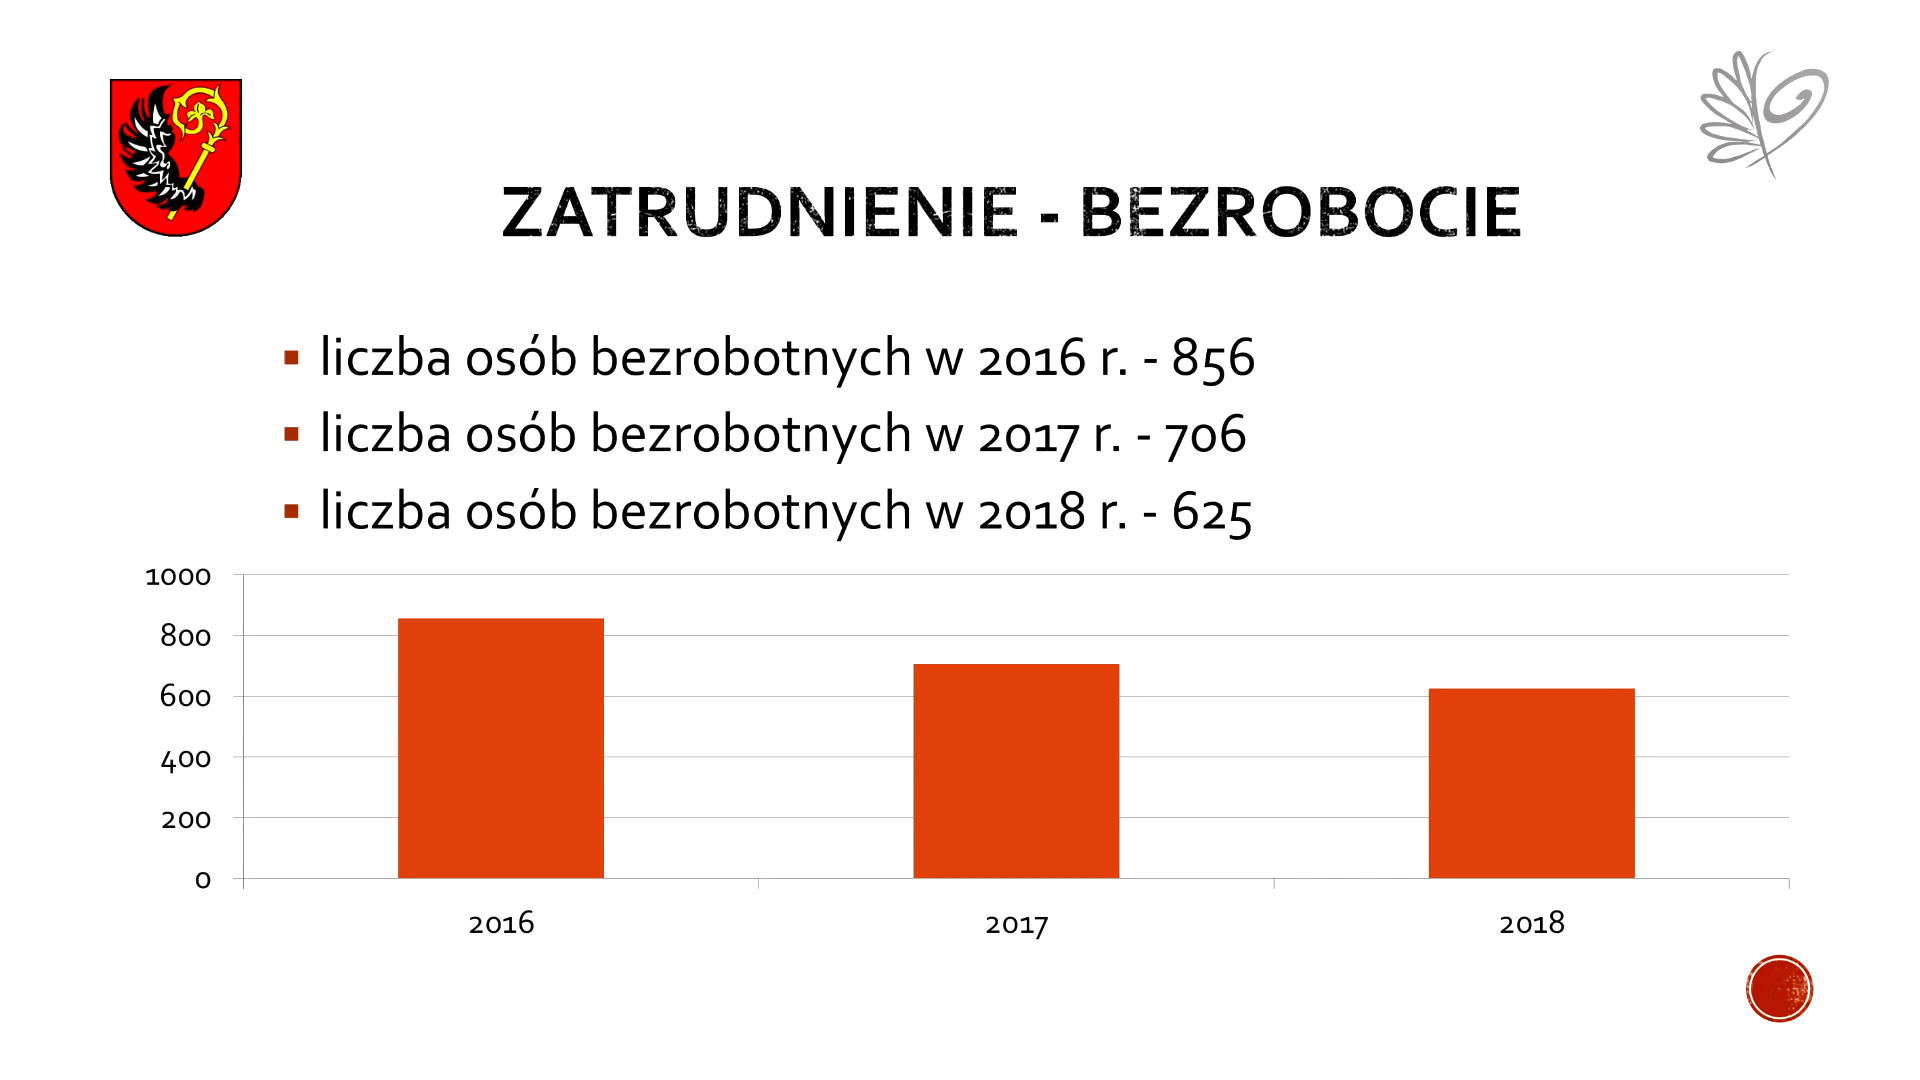 ZATRUDNIENIE - BEZROBOCIE
▪ liczba osób bezrobotnych w 2016 r. - 856
▪ liczba osób bezrobotnych w 2017 r. - 706
▪ liczba osób bezrobotnych w 2018 r. - 625
1000
800
600
400
200
0
2016 2017 2018